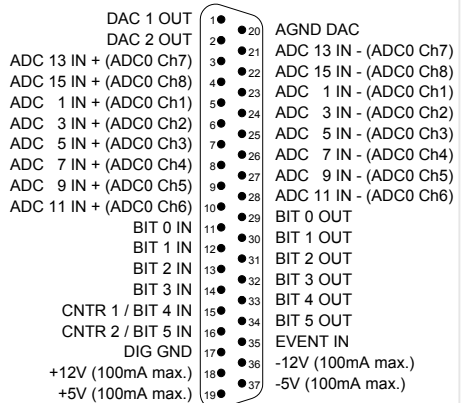 DAC 1 OUT 1
DAC 2 OUT 2
ADC 13 IN + (ADC0 Ch7) 3
ADC 15 IN + (ADC0 Ch8) 4
ADC 1 IN + (ADC0 Ch1) 5
ADC 3 IN + (ADC0 Ch2) 6
ADC 5 IN + (ADC0 Ch3) 7
ADC 7 IN + (ADC0 Ch4) 8
ADC 9 IN + (ADC0 Ch5) 9
ADC 11 IN + (ADC0 Ch6) 10
BIT 0 IN 11
BIT 1 IN 12
BIT 2 IN 13
BIT 3 IN 14
CNTR 1 / BIT 4 IN 15
CNTR 2 / BIT 5 IN 16
DIG GND 17
+12V (100mA max.) 18
+5V (100mA max.) 19
20 AGND DAC
21 ADC 13 IN - (ADC0 Ch7)
22 ADC 15 IN - (ADC0 Ch8)
23 ADC 1 IN - (ADC0 Ch1)
24 ADC 3 IN - (ADC0 Ch2)
25 ADC 5 IN - (ADC0 Ch3)
26 ADC 7 IN - (ADC0 Ch4)
27 ADC 9 IN - (ADC0 Ch5)
28 ADC 11 IN - (ADC0 Ch6)
29 BIT 0 OUT
30 BIT 1 OUT
31 BIT 2 OUT
32 BIT 3 OUT
33 BIT 4 OUT
34 BIT 5 OUT
35 EVENT IN
36 -12V (100mA max.)
37 -5V (100mA max.)